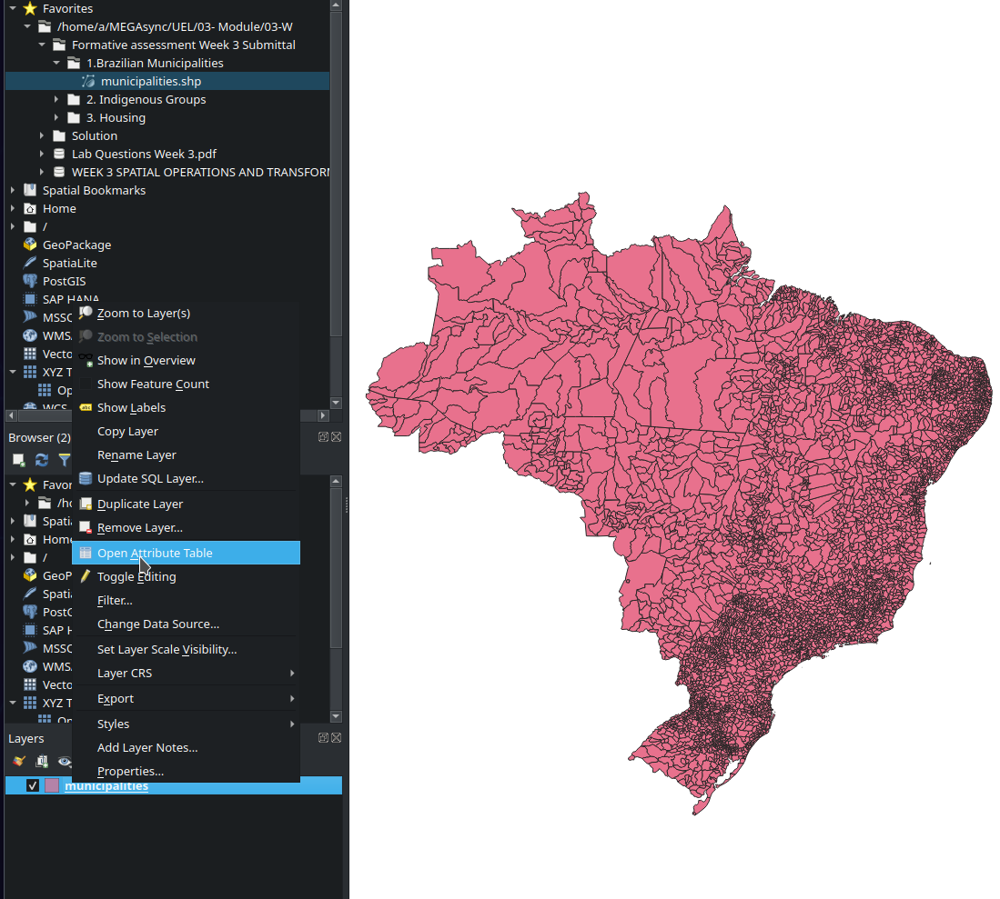 Favorites
/home/a/MEGAsync/UEL/03- Module/03-W
Formative assessment Week 3 Submittal
1.Brazilian Municipalities
municipalities.shp
2. Indigenous Groups
3. Housing
Solution
Lab Questions Week 3.pdf
WEEK 3 SPATIAL OPERATIONS AND TRANSFORM
Spatial Bookmarks
Home
/
GeoPackage
SpatiaLite
PostGIS
SAP HANA
MSSQ
WMS
Vecto
XYZ T
Op
WCS
Browser (2)
Favor
/ho
Spatia
Home
/
GeoP
Spatia
PostG
SAP H
MSSQ
WMS
Vecto
XYZ T
Op
Zoom to Layer(s)
Zoom to Selection
Show in Overview
Show Feature Count
abc
Show Labels
Copy Layer
Rename Layer
Update SQL Layer...
Duplicate Layer
Remove Layer...
Open Attribute Table
Toggle Editing
Filter...
Change Data Source...
Set Layer Scale Visibility...
Layer CRS
Export
Styles
Add Layer Notes...
Properties...
Layers
municipalities